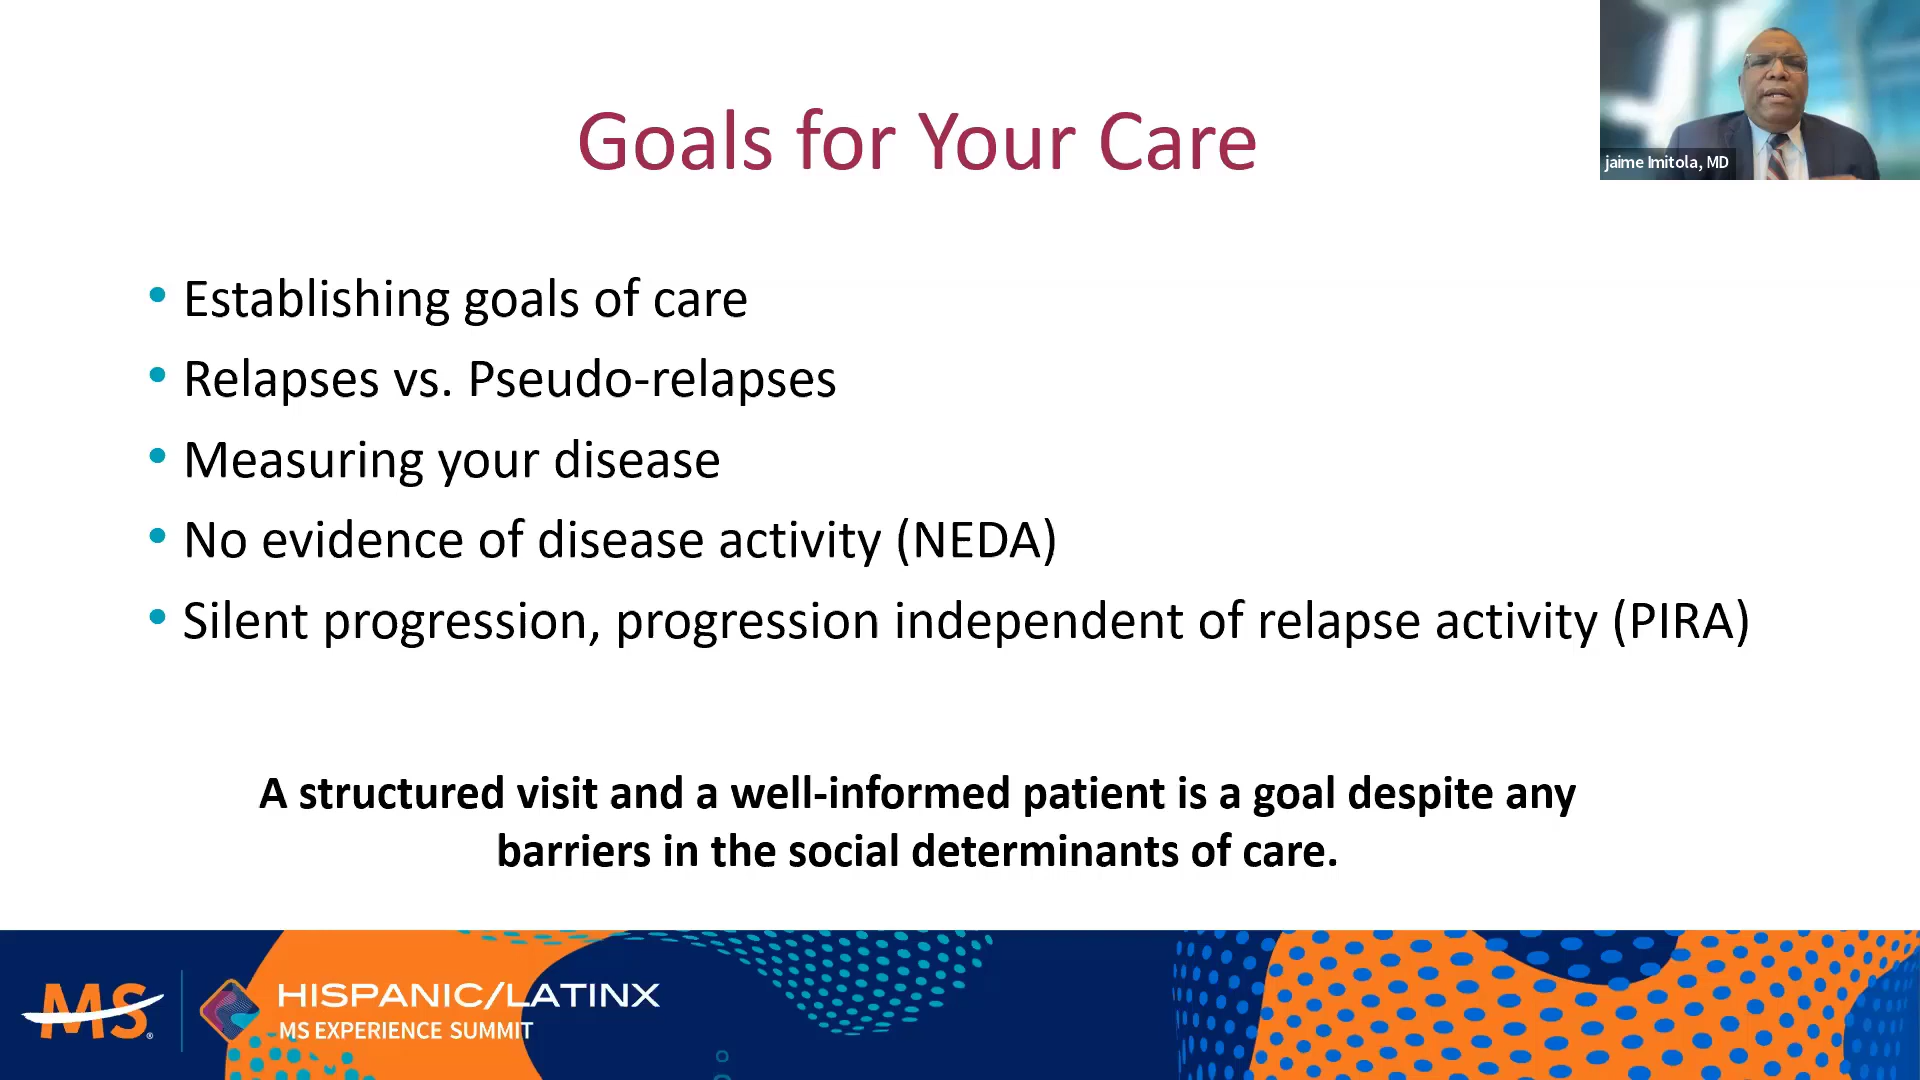 Goals for Your Care
jaime Imitola, MD
• Establishing goals of care
• Relapses vs. Pseudo-relapses
• Measuring your disease
• No evidence of disease activity (NEDA)
• Silent progression, progression independent of relapse activity (PIRA)
A structured visit and a well-informed patient is a goal despite any
barriers in the social determinants of care.
MS®
HISPANIC/LATINX
MS EXPERIENCE SUMMIT